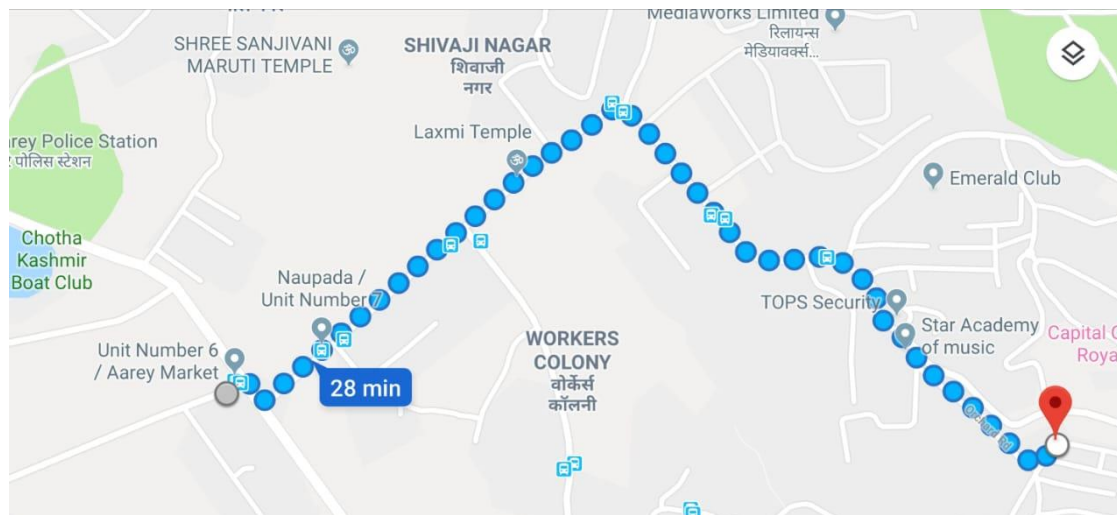 MediaWorks Limited
रिलायन्स
मेडियावर्क्स...
SHREE SANJIVANI
MARUTI TEMPLE
SHIVAJI NAGAR
शिवाजी
नगर
Laxmi Temple
arey Police Station
पोलिस स्टेशन
Emerald Club
Chotha
Kashmir
Boat Club
Naupada /
Unit Number 7
TOPS Security
Star Academy
of music
Capital
Roya
WORKERS
COLONY
वोर्केर्स
कॉलनी
Unit Number 6
/ Aarey Market
28 min
Orchard Rd